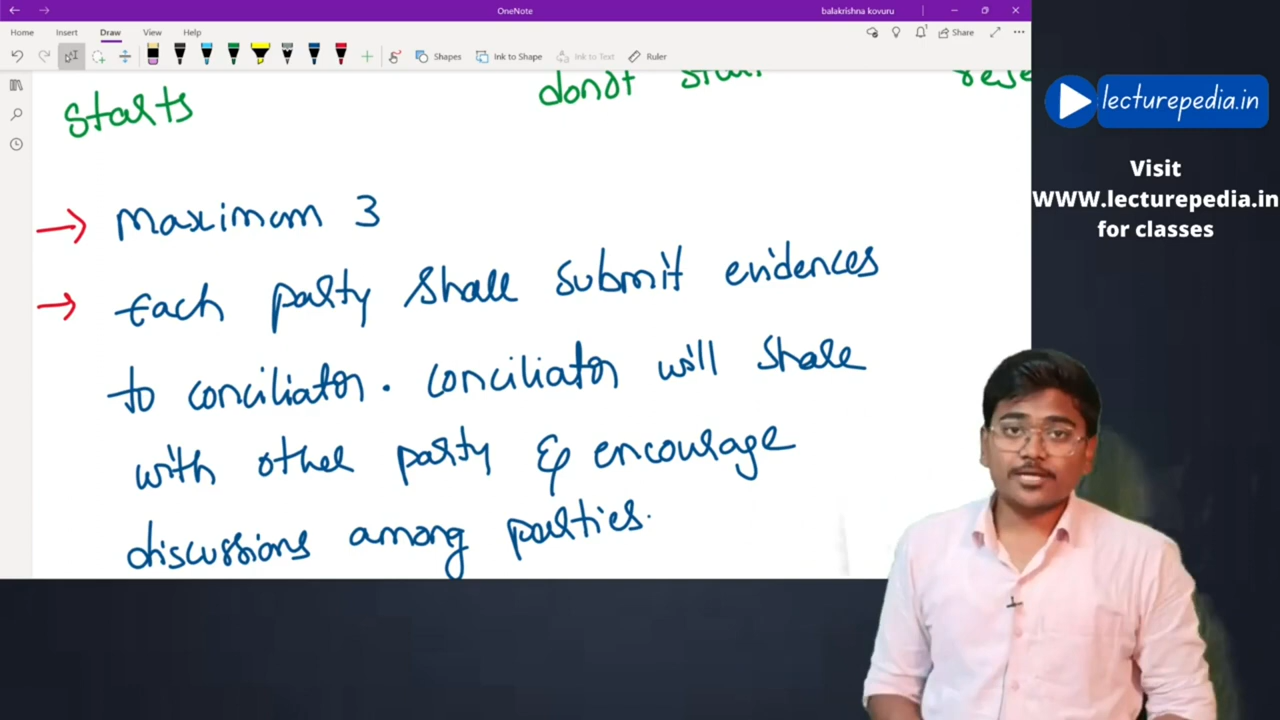 OneNote
balakrishna kovuru
Home Insert Draw View Help
Share
Shapes Ink to Shape Ink to Text Ruler
starts
dondt
→ Maximum 3
→ Each party shall submit evidences
to conciliator. conciliator will share
with other party & encourage
discussions among parties.
lecturepedia.in
Visit
WWW.lecturepedia.in
for classes